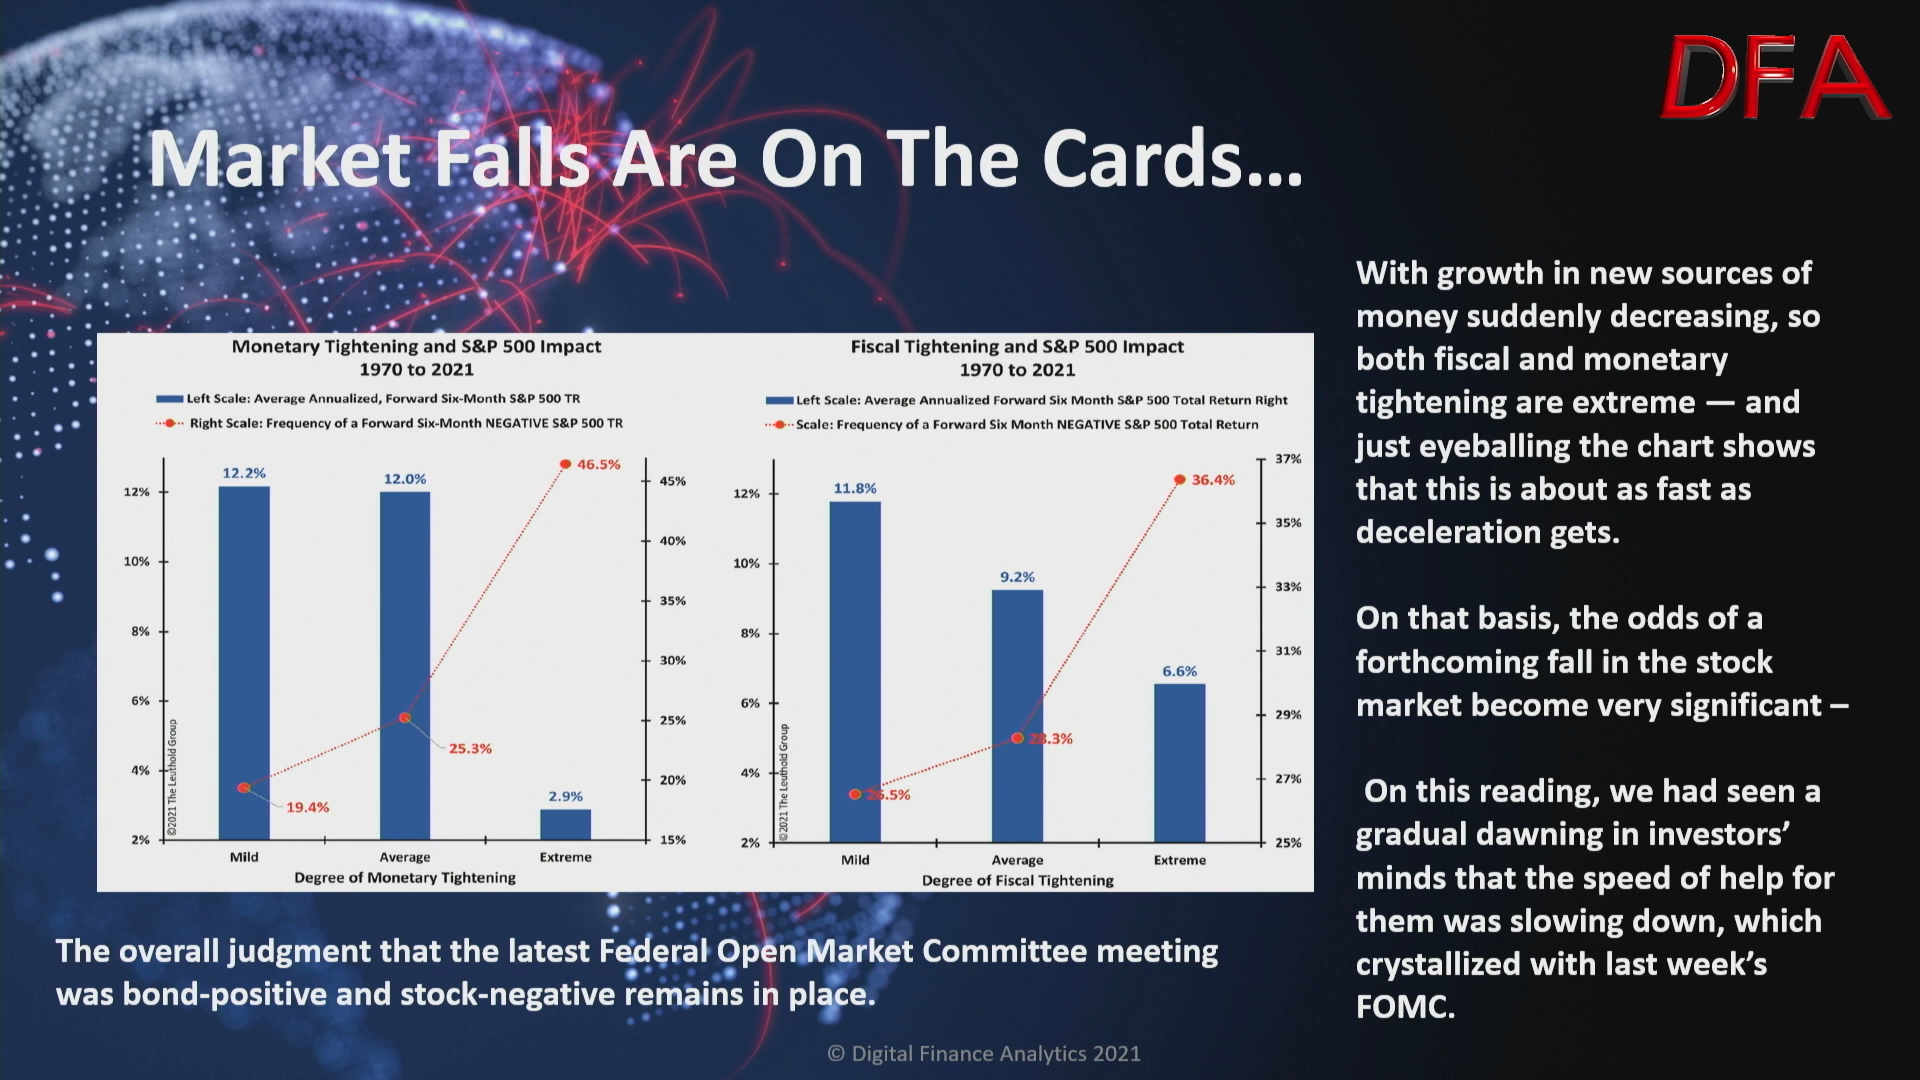 DFA
Market Falls Are On The Cards...
Monetary Tightening and S&P 500 Impact
1970 to 2021
Left Scale: Average Annualized, Forward Six-Month S&P 500 TR
Right Scale: Frequency of a Forward Six-Month NEGATIVE S&P 500 TR
12.2%
12.0%
2.9%
46.5%
25.3%
19.4%
12%
10%
8%
6%
4%
2%
45%
40%
35%
30%
25%
20%
15%
©2021 The Leuthold Group
Mild
Average
Extreme
Degree of Monetary Tightening
Fiscal Tightening and S&P 500 Impact
1970 to 2021
Left Scale: Average Annualized Forward Six Month S&P 500 Total Return Right
Scale: Frequency of a Forward Six Month NEGATIVE S&P 500 Total Return
11.8%
9.2%
6.6%
36.4%
28.3%
26.5%
12%
10%
8%
6%
4%
2%
37%
35%
33%
31%
29%
27%
25%
©2021 The Leuthold Group
Mild
Average
Extreme
Degree of Fiscal Tightening
With growth in new sources of
money suddenly decreasing, so
both fiscal and monetary
tightening are extreme — and
just eyeballing the chart shows
that this is about as fast as
deceleration gets.
On that basis, the odds of a
forthcoming fall in the stock
market become very significant –
On this reading, we had seen a
gradual dawning in investors’
minds that the speed of help for
them was slowing down, which
crystallized with last week’s
FOMC.
The overall judgment that the latest Federal Open Market Committee meeting
was bond-positive and stock-negative remains in place.
© Digital Finance Analytics 2021